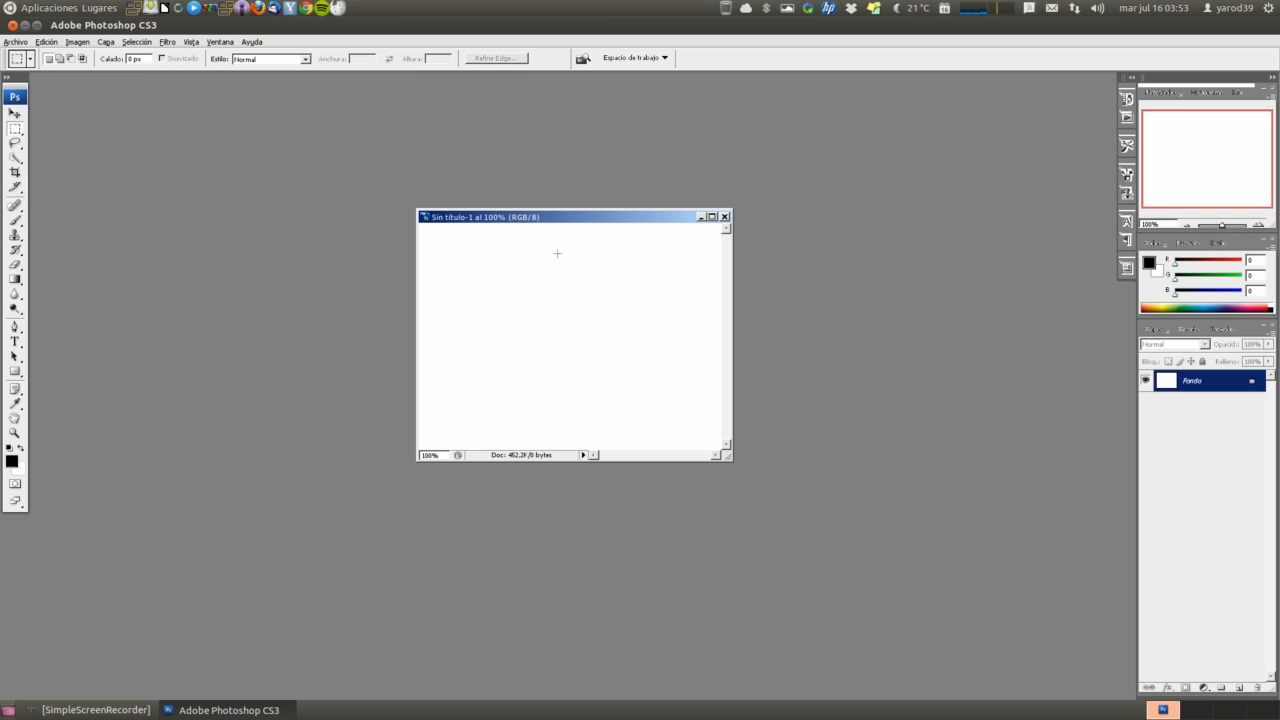 Aplicaciones Lugares
21°C
16
mar jul 16 03:53
yarod39
Adobe Photoshop CS3
Archivo Edición Imagen Capa Selección Filtro Vista Ventana Ayuda
Calado: 0 px Suavizado Estilo: Normal Anchura: Altura: Refine Edge... Espacio de trabajo
Ps
Sin título-1 al 100% (RGB/8)
100% Doc: 452,2K/0 bytes
100%
R 0
G 0
B 0
Normal Opacid.: 100%
Bloq.: Relleno: 100%
Fondo
T
[SimpleScreenRecorder] Adobe Photoshop CS3